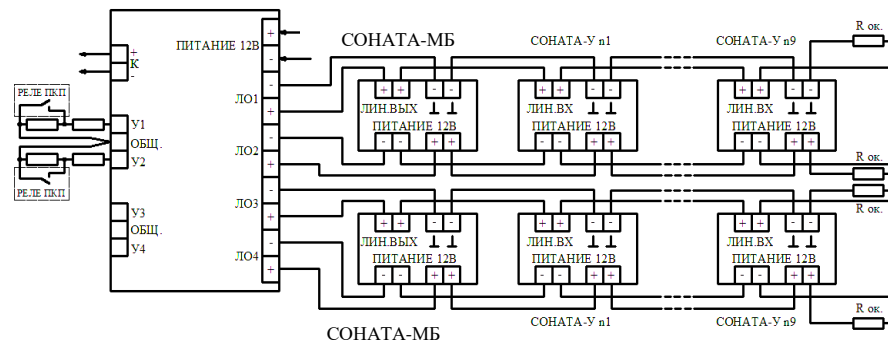 ПИТАНИЕ 12В
+
-
СОНАТА-МБ
СОНАТА-У n1
СОНАТА-У n9
R ок.
+
К
-
ЛО1
-
+
РЕЛЕ ПКП
У1
ОБЩ.
У2
РЕЛЕ ПКП
ЛО2
-
+
+ + - -
ЛИН.ВЫХ
ПИТАНИЕ 12В
- - + +
+ + - -
ЛИН.ВХ
ПИТАНИЕ 12В
- - + +
+ + - -
ЛИН.ВХ
ПИТАНИЕ 12В
- - + +
R ок.
R ок.
У3
ОБЩ.
У4
ЛО3
-
+
ЛО4
-
+
+ + - -
ЛИН.ВЫХ
ПИТАНИЕ 12В
- - + +
+ + - -
ЛИН.ВХ
ПИТАНИЕ 12В
- - + +
+ + - -
ЛИН.ВХ
ПИТАНИЕ 12В
- - + +
R ок.
СОНАТА-МБ
СОНАТА-У n1
СОНАТА-У n9